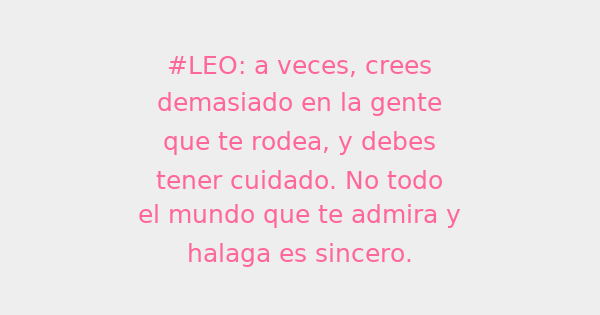 #LEO: a veces, crees
demasiado en la gente
que te rodea, y debes
tener cuidado. No todo
el mundo que te admira y
halaga es sincero.